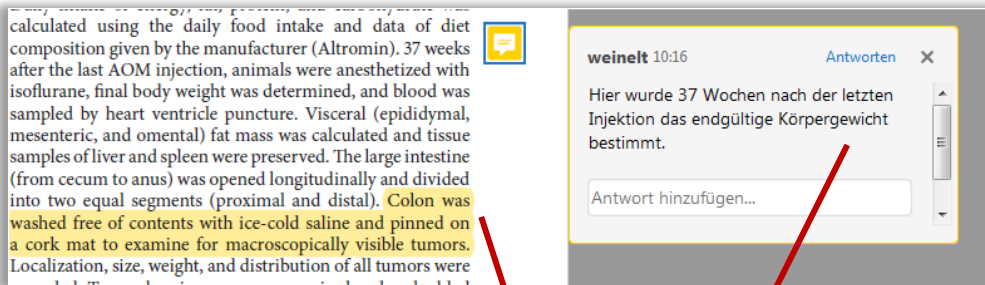 calculated using the daily food intake and data of diet
composition given by the manufacturer (Altromin). 37 weeks
after the last AOM injection, animals were anesthetized with
isoflurane, final body weight was determined, and blood was
sampled by heart ventricle puncture. Visceral (epididymal,
mesenteric, and omental) fat mass was calculated and tissue
samples of liver and spleen were preserved. The large intestine
(from cecum to anus) was opened longitudinally and divided
into two equal segments (proximal and distal). Colon was
washed free of contents with ice-cold saline and pinned on
a cork mat to examine for macroscopically visible tumors.
Localization, size, weight, and distribution of all tumors were
weinelt 10:16 Antworten
Hier wurde 37 Wochen nach der letzten
Injektion das endgültige Körpergewicht
bestimmt.
Antwort hinzufügen...